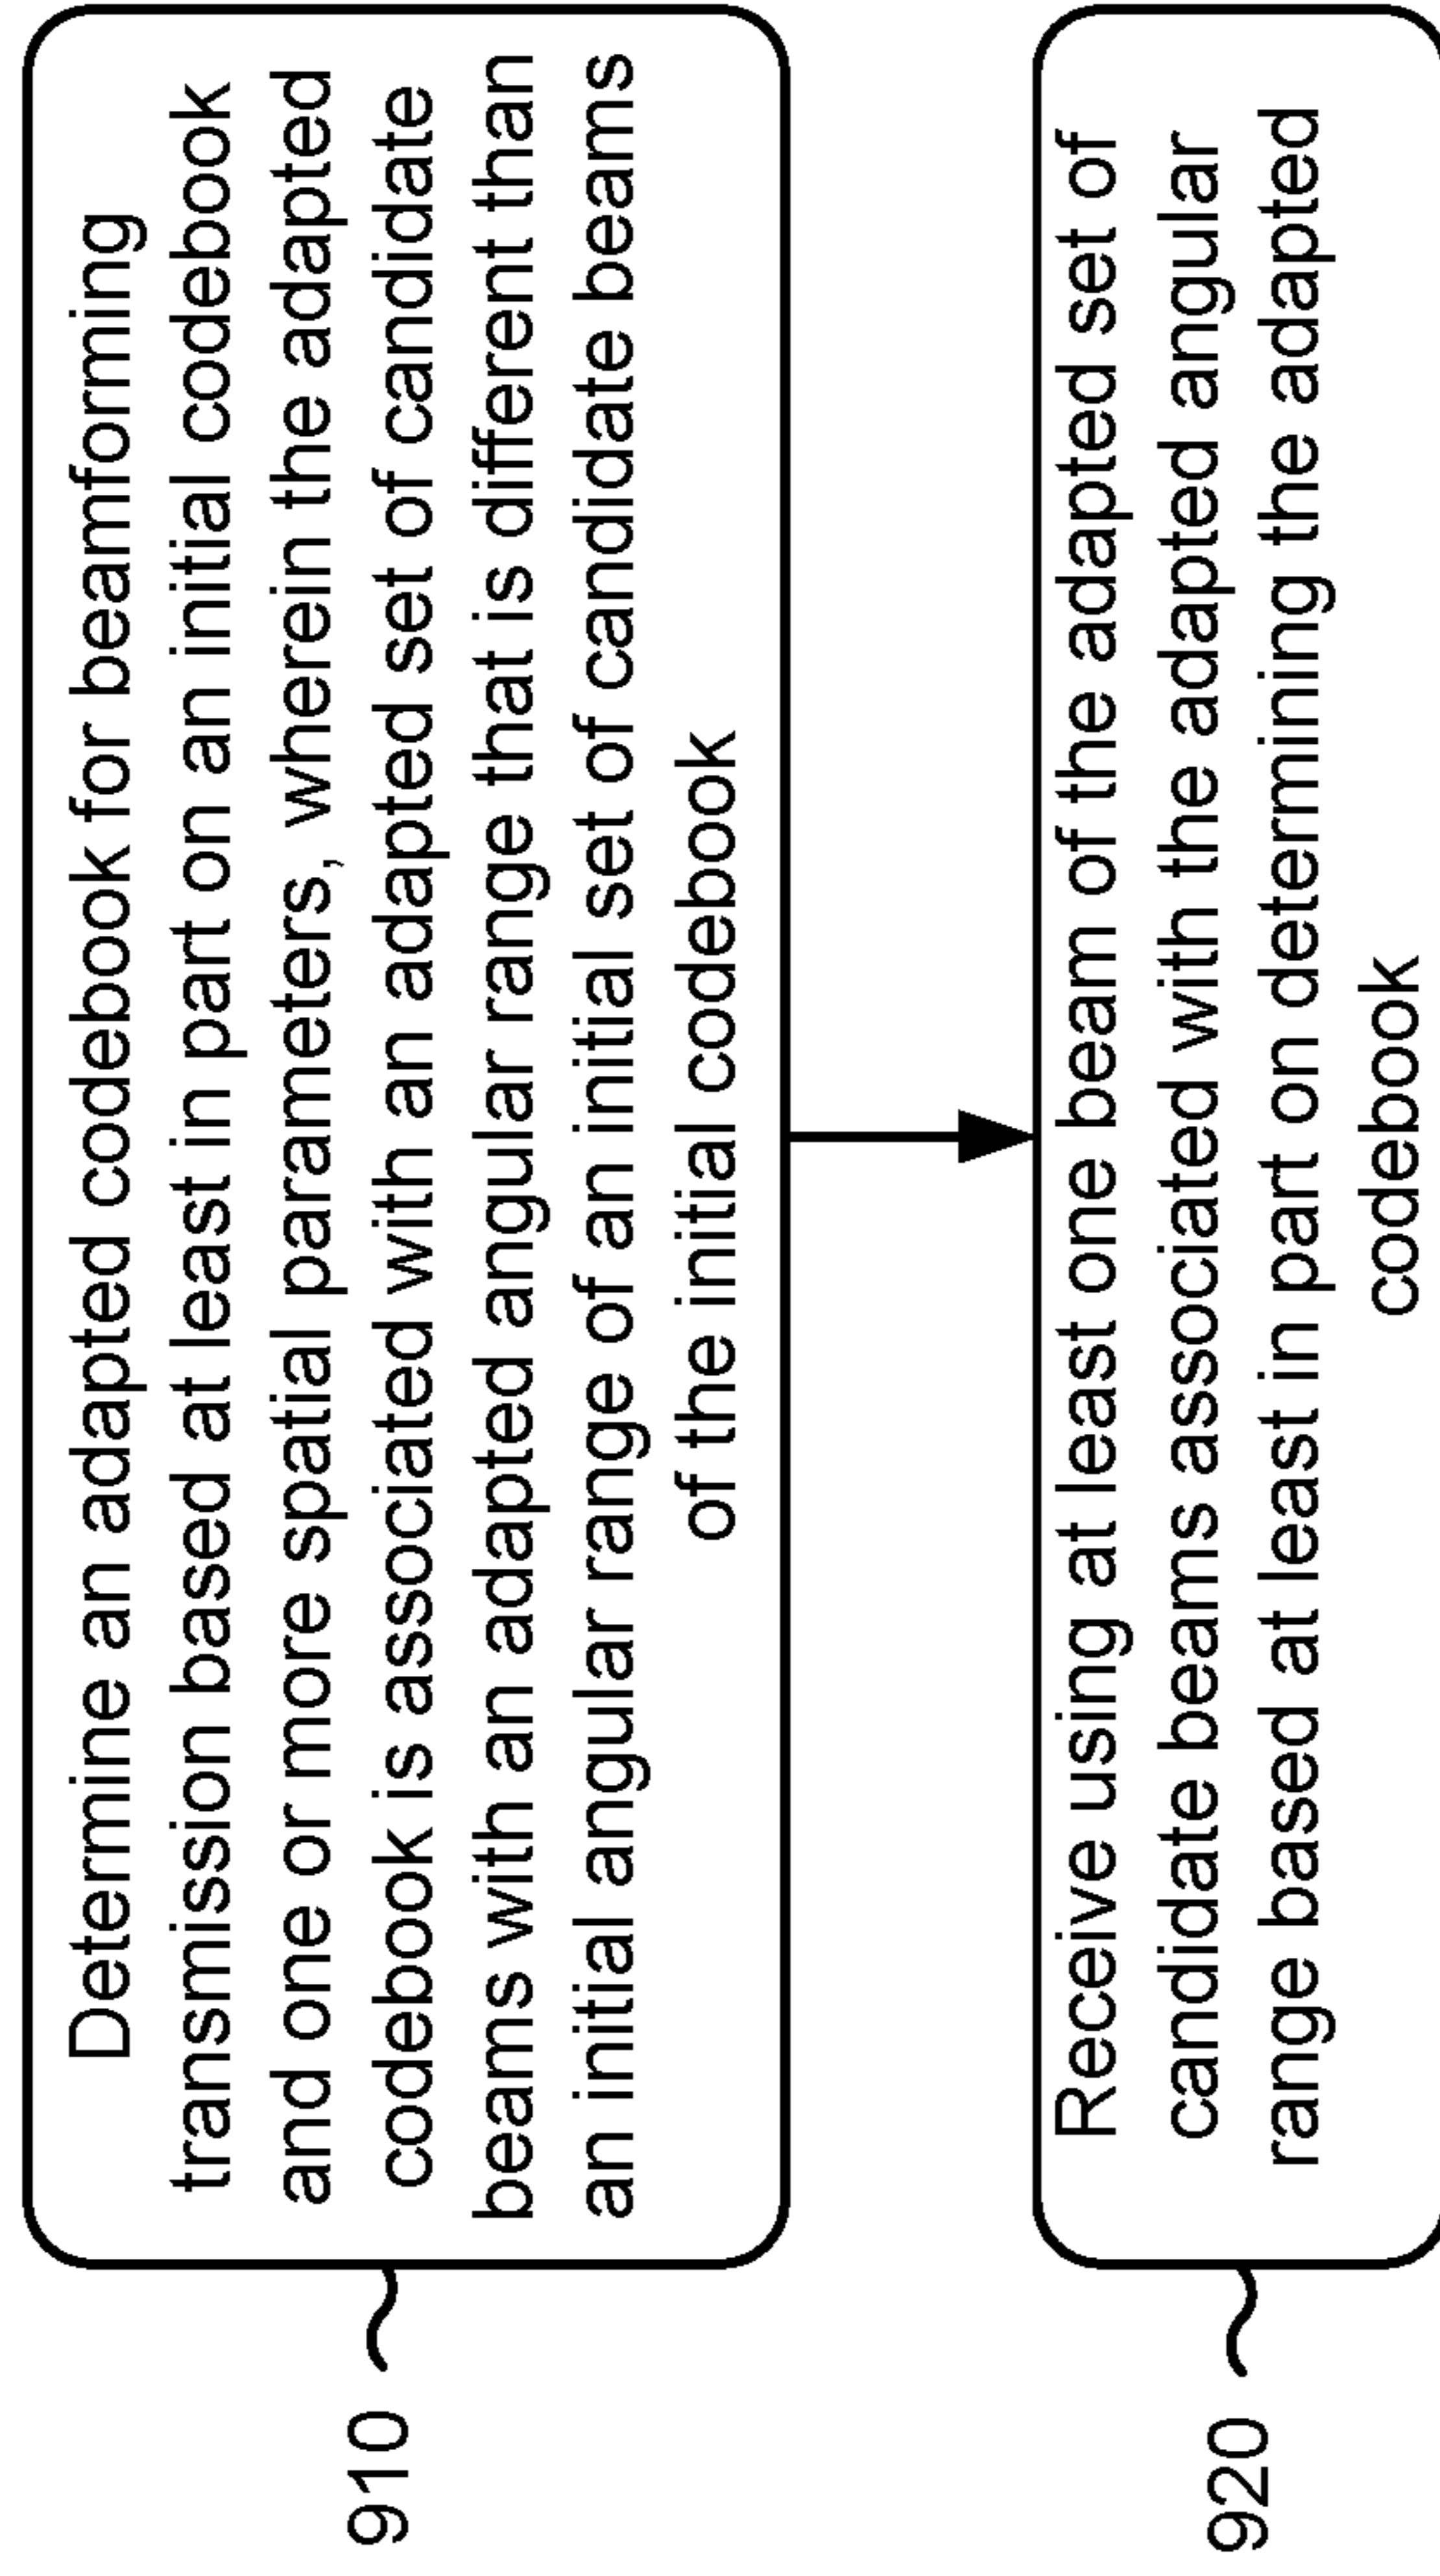 Determine an adapted codebook for beamforming
transmission based at least in part on an initial codebook
and one or more spatial parameters, wherein the adapted
codebook is associated with an adapted set of candidate
beams with an adapted angular range that is different than
an initial angular range of an initial set of candidate beams
of the initial codebook
910
Receive using at least one beam of the adapted set of
candidate beams associated with the adapted angular
range based at least in part on determining the adapted
codebook
920